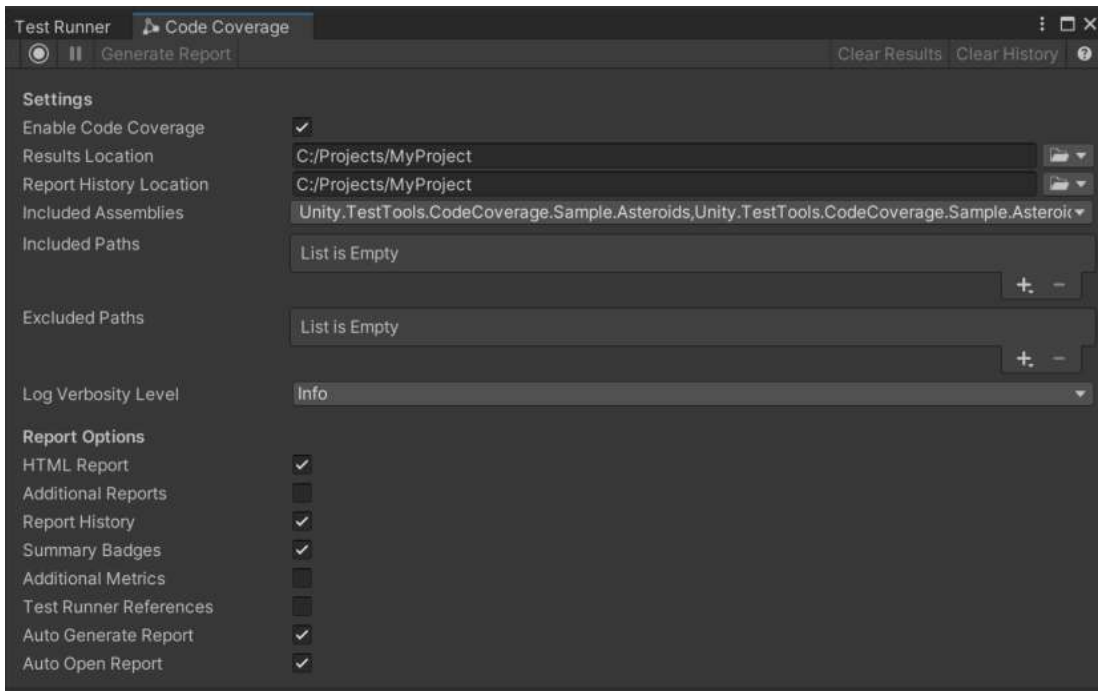 Test Runner Code Coverage
Generate Report Clear Results Clear History
Settings
Enable Code Coverage
Results Location C:/Projects/MyProject
Report History Location C:/Projects/MyProject
Included Assemblies Unity.TestTools.CodeCoverage.Sample.Asteroids,Unity.TestTools.CodeCoverage.Sample.Asteroi
Included Paths
List is Empty
Excluded Paths
List is Empty
Log Verbosity Level Info
Report Options
HTML Report
Additional Reports
Report History
Summary Badges
Additional Metrics
Test Runner References
Auto Generate Report
Auto Open Report